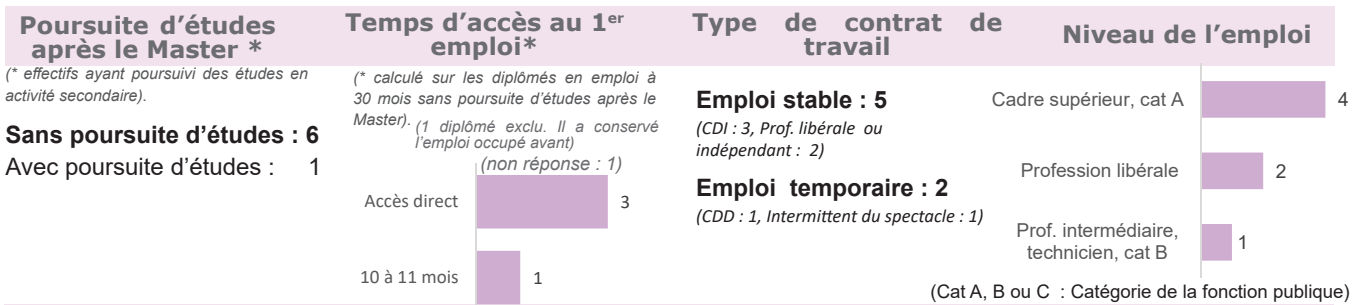 Poursuite d'études
après le Master *
(* effectifs ayant poursuivi des études en
activité secondaire).
Sans poursuite d'études : 6
Avec poursuite d'études : 1
Temps d'accès au 1er
emploi*
(* calculé sur les diplômés en emploi à
30 mois sans poursuite d'études après le
Master). (1 diplômé exclu. Il a conservé
l'emploi occupé avant)
(non réponse : 1)
Accès direct 3
10 à 11 mois 1
Type de contrat de
travail
Emploi stable : 5
(CDI : 3, Prof. libérale ou
indépendant : 2)
Emploi temporaire : 2
(CDD : 1, Intermittent du spectacle : 1)
Niveau de l'emploi
Cadre supérieur, cat A 4
Profession libérale 2
Prof. intermédiaire,
technicien, cat B 1
(Cat A, B ou C : Catégorie de la fonction publique)